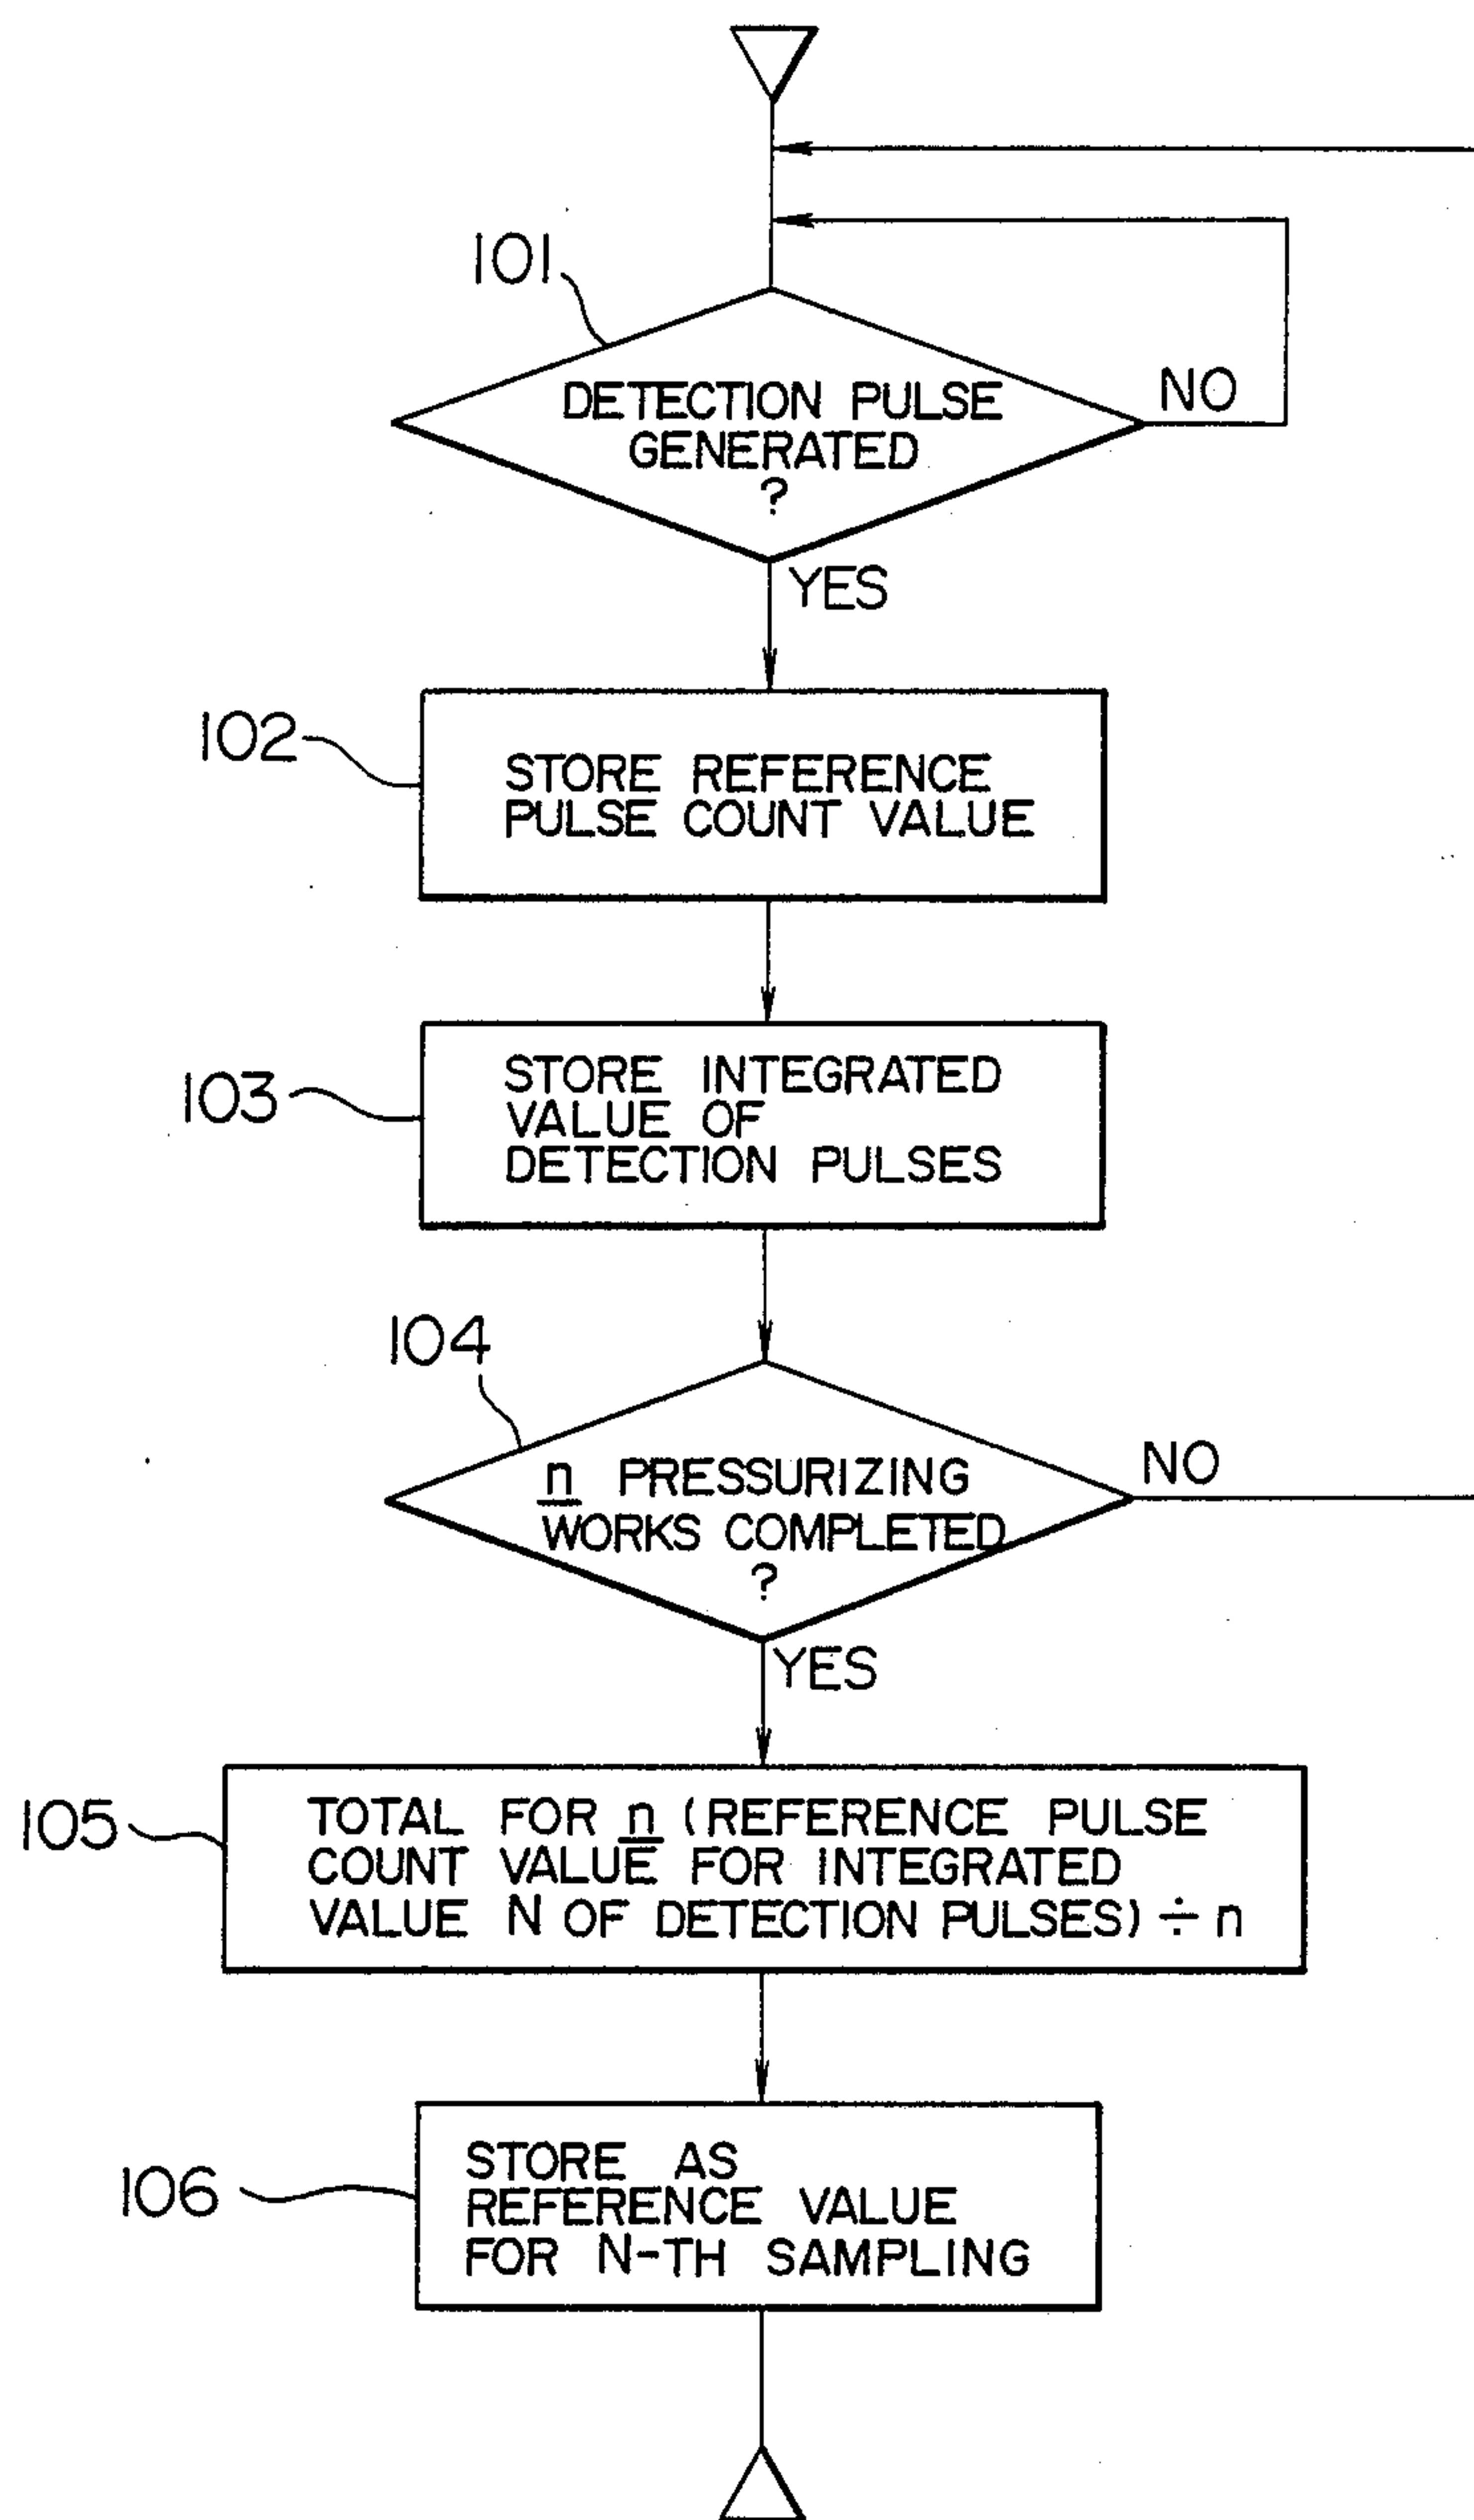 101
DETECTION PULSE
GENERATED
?
NO
YES
102
STORE REFERENCE
PULSE COUNT VALUE
103
STORE INTEGRATED
VALUE OF
DETECTION PULSES
104
n PRESSURIZING
WORKS COMPLETED
?
NO
YES
105
TOTAL FOR n (REFERENCE PULSE
COUNT VALUE FOR INTEGRATED
VALUE N OF DETECTION PULSES) ÷ n
106
STORE AS
REFERENCE VALUE
FOR N-TH SAMPLING